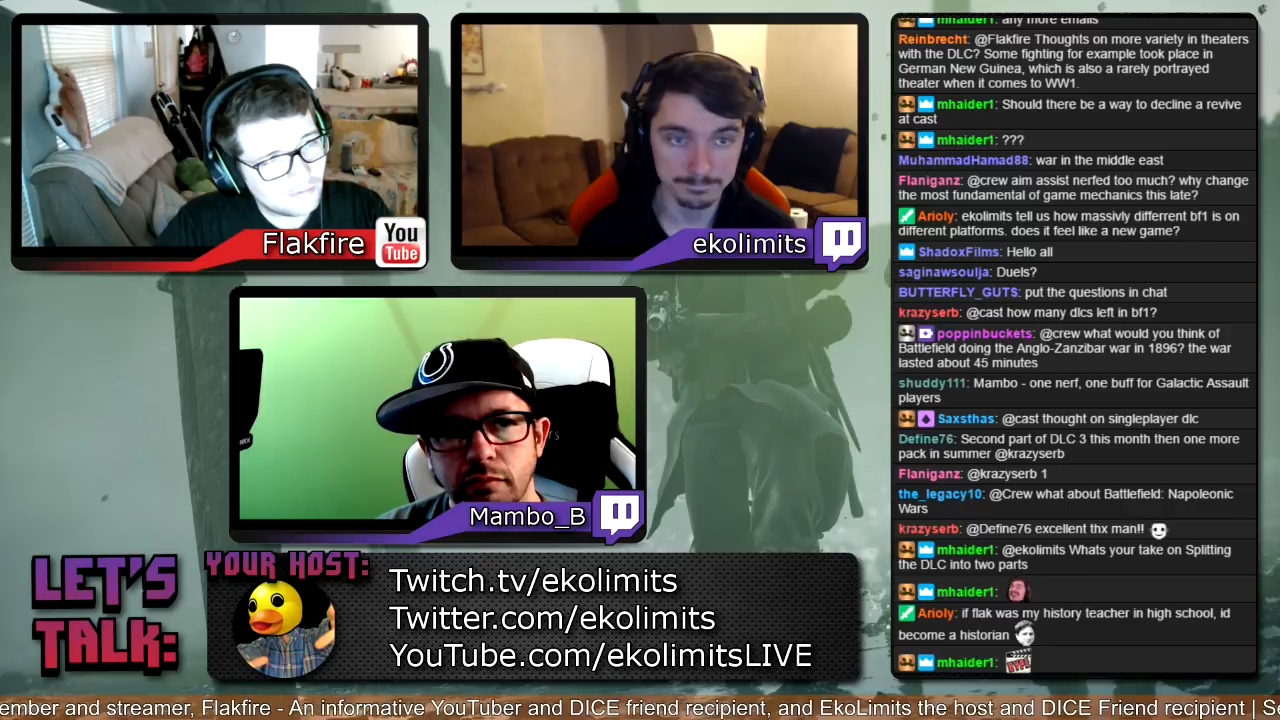 Flakfire
You
Tube
ekolimits
Mambo_B
LET'S
TALK:
YOUR HOST:
Twitch.tv/ekolimits
Twitter.com/ekolimits
YouTube.com/ekolimitsLIVE
mhaider1: any more emails
Reinbrecht: @Flakfire Thoughts on more variety in theaters
with the DLC? Some fighting for example took place in
German New Guinea, which is also a rarely portrayed
theater when it comes to WW1.
mhaider1: Should there be a way to decline a revive
at cast
mhaider1: ???
MuhammadHamad88: war in the middle east
Flaniganz: @crew aim assist nerfed too much? why change
the most fundamental of game mechanics this late?
Arioly: ekolimits tell us how massivly different bf1 is on
different platforms. does it feel like a new game?
ShadoxFilms: Hello all
saginawsoulja: Duels?
BUTTERFLY_GUTS: put the questions in chat
krazyserb: @cast how many dlcs left in bf1?
poppinbuckets: @crew what would you think of
Battlefield doing the Anglo-Zanzibar war in 1896? the war
lasted about 45 minutes
shuddy111: Mambo - one nerf, one buff for Galactic Assault
players
Saxsthas: @cast thought on singleplayer dlc
Define76: Second part of DLC 3 this month then one more
pack in summer @krazyserb
Flaniganz: @krazyserb 1
the_legacy10: @Crew what about Battlefield: Napoleonic
Wars
krazyserb: @Define76 excellent thx man!!
mhaider1: @ekolimits Whats your take on Splitting
the DLC into two parts
mhaider1:
Arioly: if flak was my history teacher in high school, id
become a historian
mhaider1:
ember and streamer, Flakfire - An informative YouTuber and DICE friend recipient, and EkoLimits the host and DICE Friend recipient | S